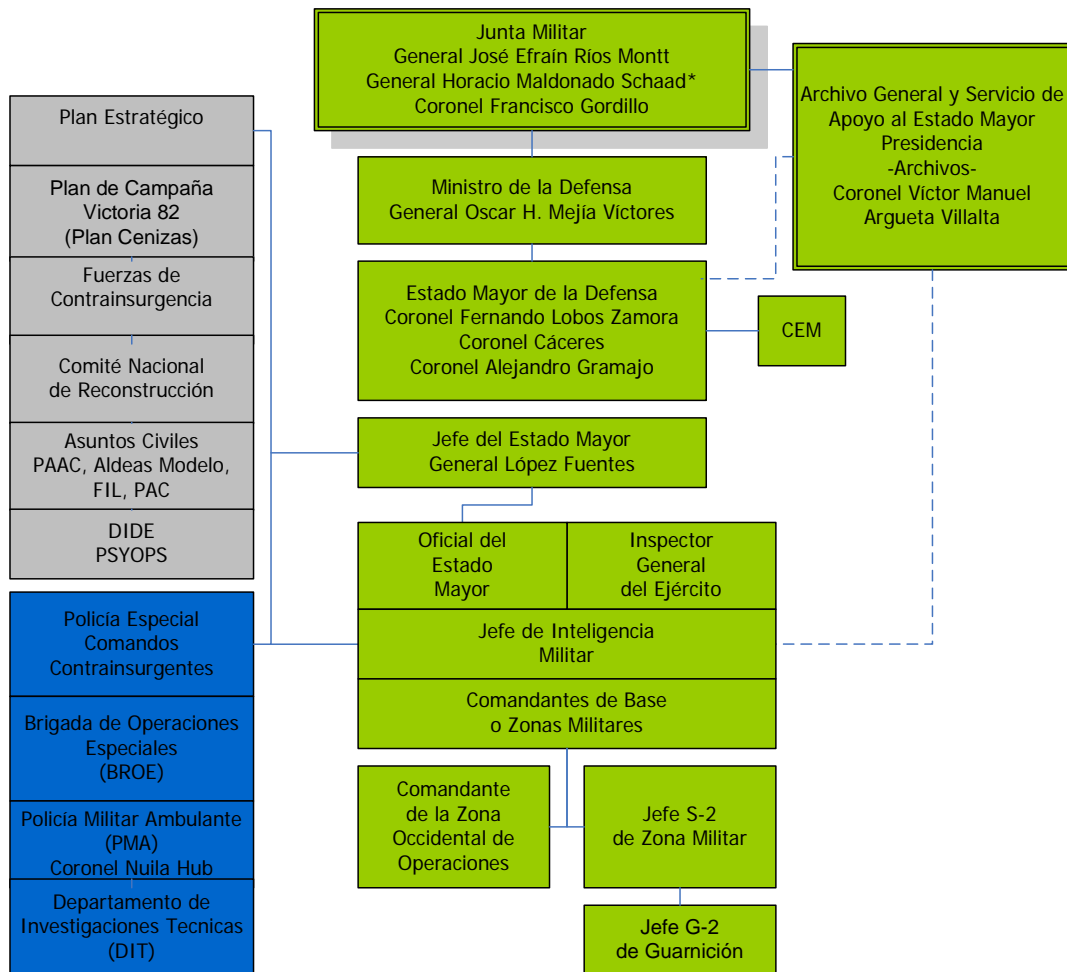 Junta Militar
General José Efraín Ríos Montt
General Horacio Maldonado Schaad*
Coronel Francisco Gordillo
Archivo General y Servicio de
Apoyo al Estado Mayor
Presidencia
-Archivos-
Coronel Víctor Manuel
Argueta Villalta
Ministro de la Defensa
General Oscar H. Mejía Víctores
Estado Mayor de la Defensa
Coronel Fernando Lobos Zamora
Coronel Cáceres
Coronel Alejandro Gramajo
CEM
Jefe del Estado Mayor
General López Fuentes
Oficial del
Estado
Mayor
Inspector
General
del Ejército
Jefe de Inteligencia
Militar
Comandantes de Base
o Zonas Militares
Comandante
de la Zona
Occidental de
Operaciones
Jefe S-2
de Zona Militar
Jefe G-2
de Guarnición
Plan Estratégico
Plan de Campaña
Victoria 82
(Plan Cenizas)
Fuerzas de
Contrainsurgencia
Comité Nacional
de Reconstrucción
Asuntos Civiles
PAAC, Aldeas Modelo,
FIL, PAC
DIDE
PSYOPS
Policía Especial
Comandos
Contrainsurgentes
Brigada de Operaciones
Especiales
(BROE)
Policía Militar Ambulante
(PMA)
Coronel Nuila Hub
Departamento de
Investigaciones Tecnicas
(DIT)